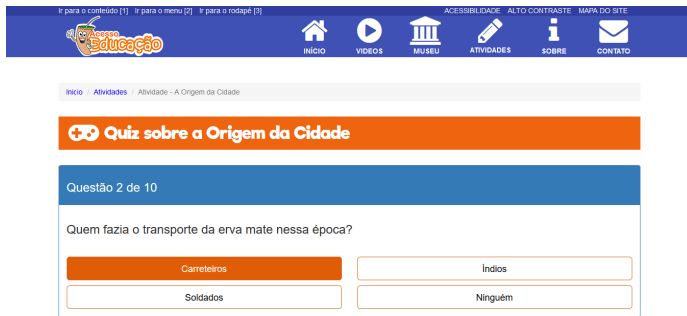 Ir para o conteúdo [1] Ir para o menu [2] Ir para o rodapé [3] ACESSIBILIDADE ALTO CONTRASTE MAPA DO SITE
Acesso
Educação
INÍCIO VIDEOS MUSEU ATIVIDADES SOBRE CONTATO
Inicio / Atividades / Atividade - A Origem da Cidade
Quiz sobre a Origem da Cidade
Questão 2 de 10
Quem fazia o transporte da erva mate nessa época?
Carreteiros Índios
Soldados Ninguém